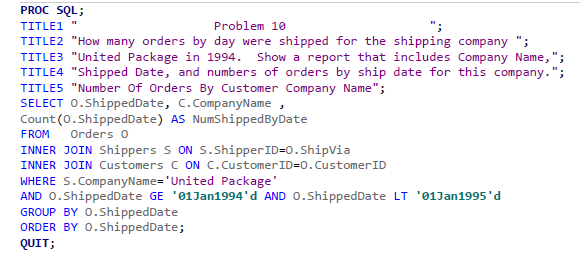 PROC SQL;
TITLE1 "                    Problem 10                     ";
TITLE2 "How many orders by day were shipped for the shipping company ";
TITLE3 "United Package in 1994.  Show a report that includes Company Name,";
TITLE4 "Shipped Date, and numbers of orders by ship date for this company.";
TITLE5 "Number Of Orders By Customer Company Name";
SELECT O.ShippedDate, C.CompanyName ,
Count(O.ShippedDate) AS NumShippedByDate
FROM   Orders O
INNER JOIN Shippers S ON S.ShipperID=O.ShipVia
INNER JOIN Customers C ON C.CustomerID=O.CustomerID
WHERE S.CompanyName='United Package'
AND O.ShippedDate GE '01Jan1994'd AND O.ShippedDate LT '01Jan1995'd
GROUP BY O.ShippedDate
ORDER BY O.ShippedDate;
QUIT;